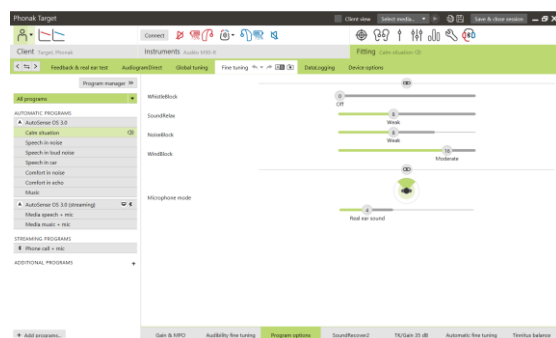 Phonak Target
Client view Select media... Save & close session
Connect
Client Target, Phonak Instruments Audéo M90-R Fitting Calm situation
Feedback & real ear test AudiogramDirect Global tuning Fine tuning DataLogging Device options
Program manager
All programs
AUTOMATIC PROGRAMS
AutoSense OS 3.0
Calm situation
Speech in noise
Speech in loud noise
Speech in car
Comfort in noise
Comfort in echo
Music
AutoSense OS 3.0 (streaming)
Media speech + mic
Media music + mic
STREAMING PROGRAMS
Phone call + mic
ADDITIONAL PROGRAMS +
WhistleBlock
0
Off
SoundRelax
8
Weak
NoiseBlock
8
Weak
WindBlock
16
Moderate
Microphone mode
4
Real ear sound
+ Add programs...
Gain & MPO Audibility fine tuning Program options SoundRecover2 TK/Gain 35 dB Automatic fine tuning Tinnitus balance